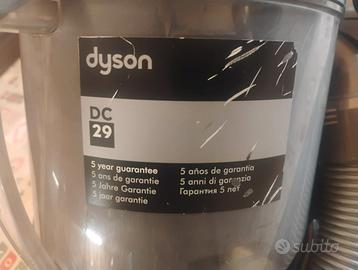 dyson
DC
29
5 year guarantee
5 ans de garantie
5 Jahre Garantie
5 jaar garantie
5 años de garantía
5 anni di garanzia
Гарантия 5 лет
subito